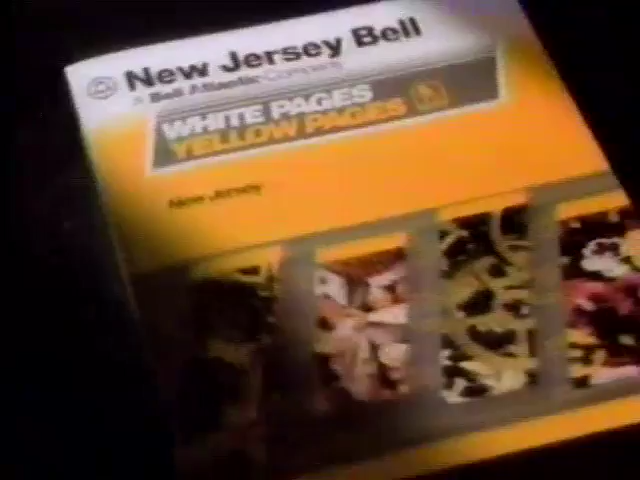 New Jersey Bell
A Bell Atlantic Company
WHITE PAGES
YELLOW PAGES
New Jersey